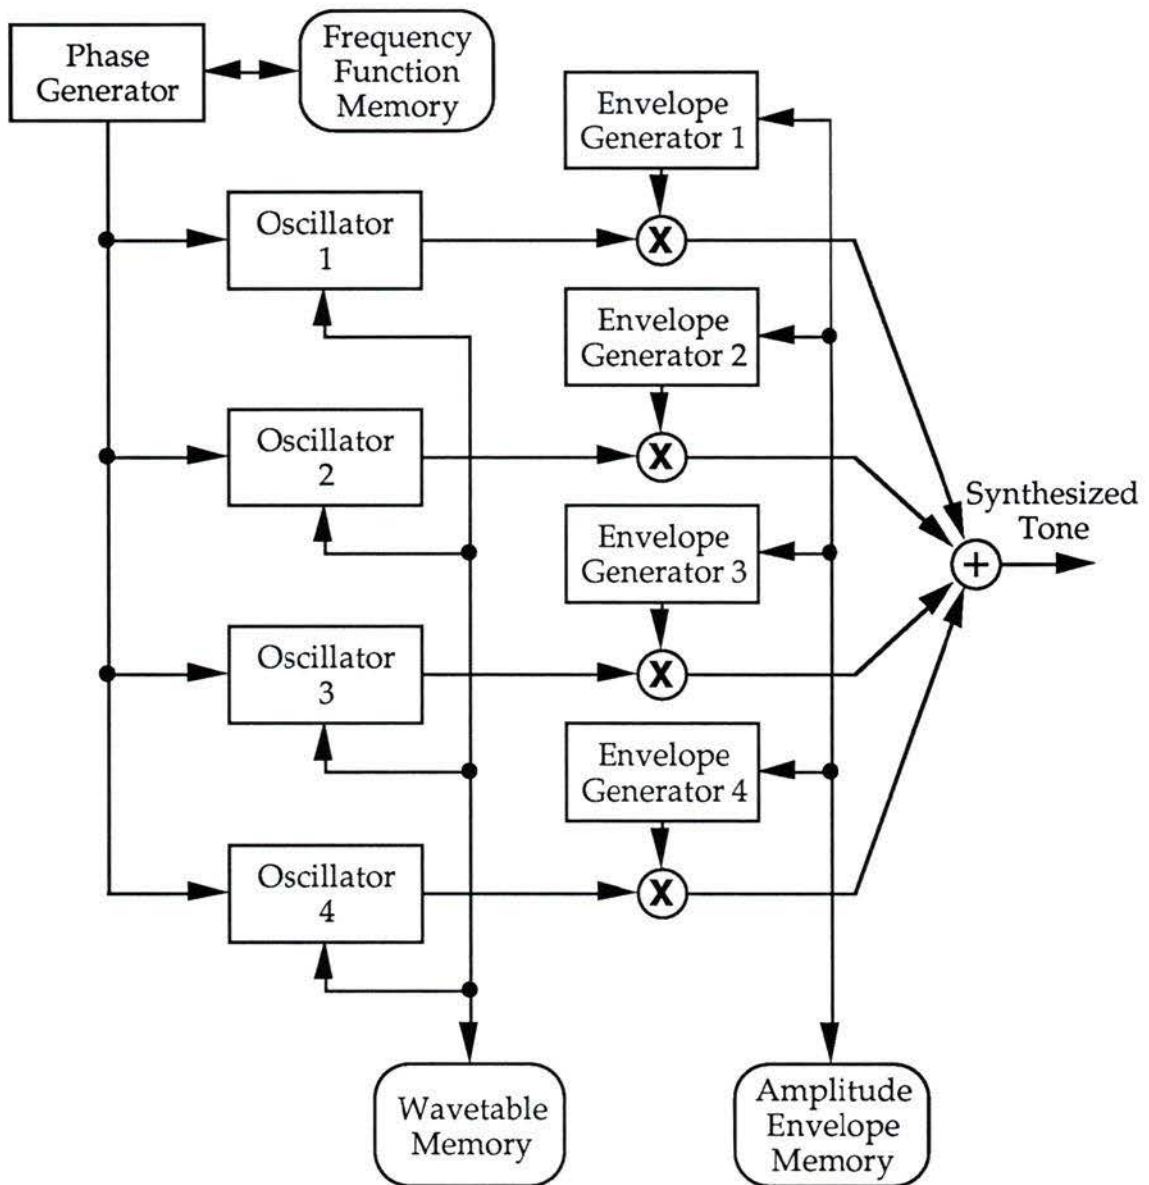 Phase
Generator
Frequency
Function
Memory
Envelope
Generator 1
Oscillator
1
X
Envelope
Generator 2
Oscillator
2
X
Synthesized
Tone
Envelope
Generator 3
+
Oscillator
3
X
Envelope
Generator 4
Oscillator
4
X
Wavetable
Memory
Amplitude
Envelope
Memory